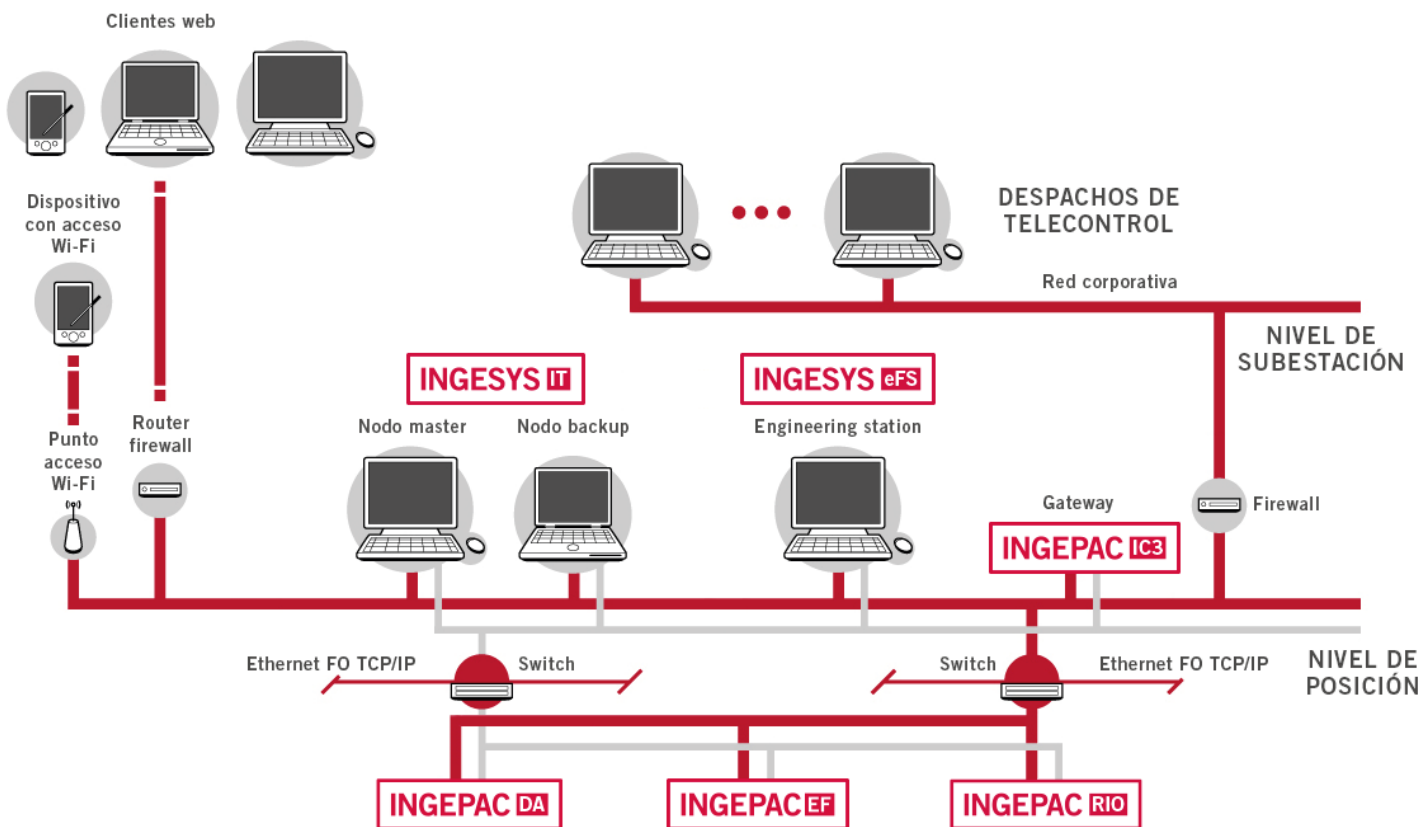 Clientes web
Dispositivo
con acceso
Wi-Fi
DESPACHOS DE
TELECONTROL
Red corporativa
NIVEL DE
SUBESTACIÓN
INGESYS IT
INGESYS eFS
Punto
acceso
Wi-Fi
Router
firewall
Nodo master
Nodo backup
Engineering station
Gateway
INGEPAC IC3
Firewall
Ethernet FO TCP/IP
Switch
Switch
Ethernet FO TCP/IP
NIVEL DE
POSICIÓN
INGEPAC DA
INGEPAC EF
INGEPAC RIO